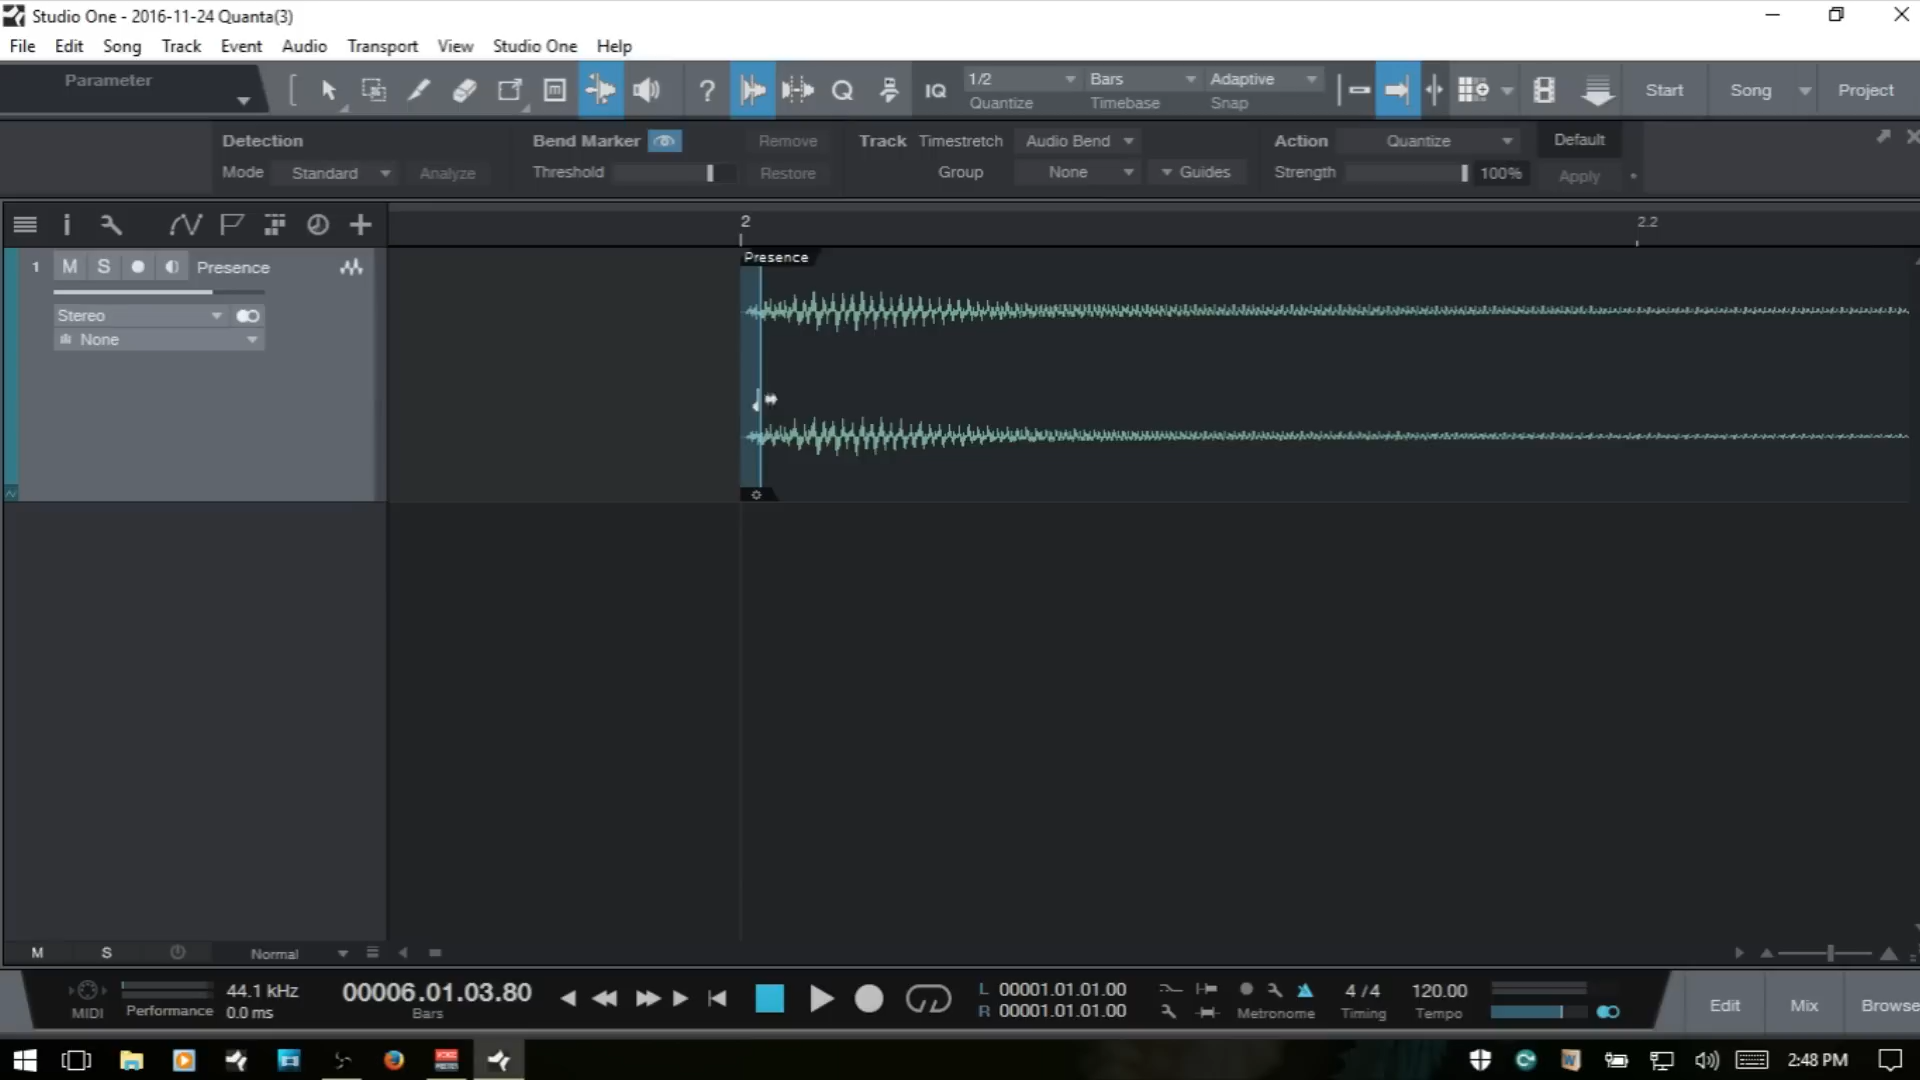 Studio One - 2016-11-24 Quanta(3)
File Edit Song Track Event Audio Transport View Studio One Help
Parameter
? Q IQ 1/2 Bars Adaptive Start Song Project
Quantize Timebase Snap
Detection Bend Marker Remove Track Timestretch Audio Bend Action Quantize Default
Mode Standard Analyze Threshold Restore Group None Guides Strength 100% Apply
i 2 2.2
Presence
1 M S Presence
Stereo
None
M S Normal
MIDI Performance 44.1 kHz 0.0 ms
00006.01.03.80
Bars
L 00001.01.01.00
R 00001.01.01.00
Metronome
4 / 4
Timing
120.00
Tempo
Edit Mix Browse
2:48 PM